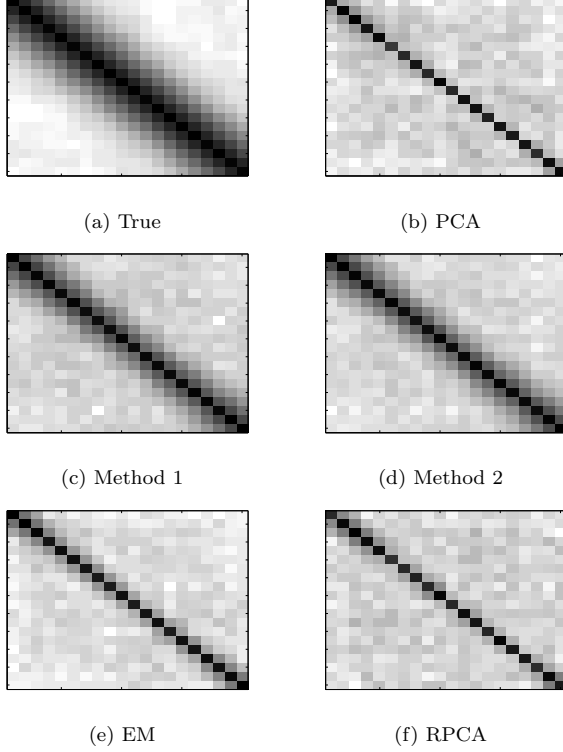 (a) True
(b) PCA
(c) Method 1
(d) Method 2
(e) EM
(f) RPCA